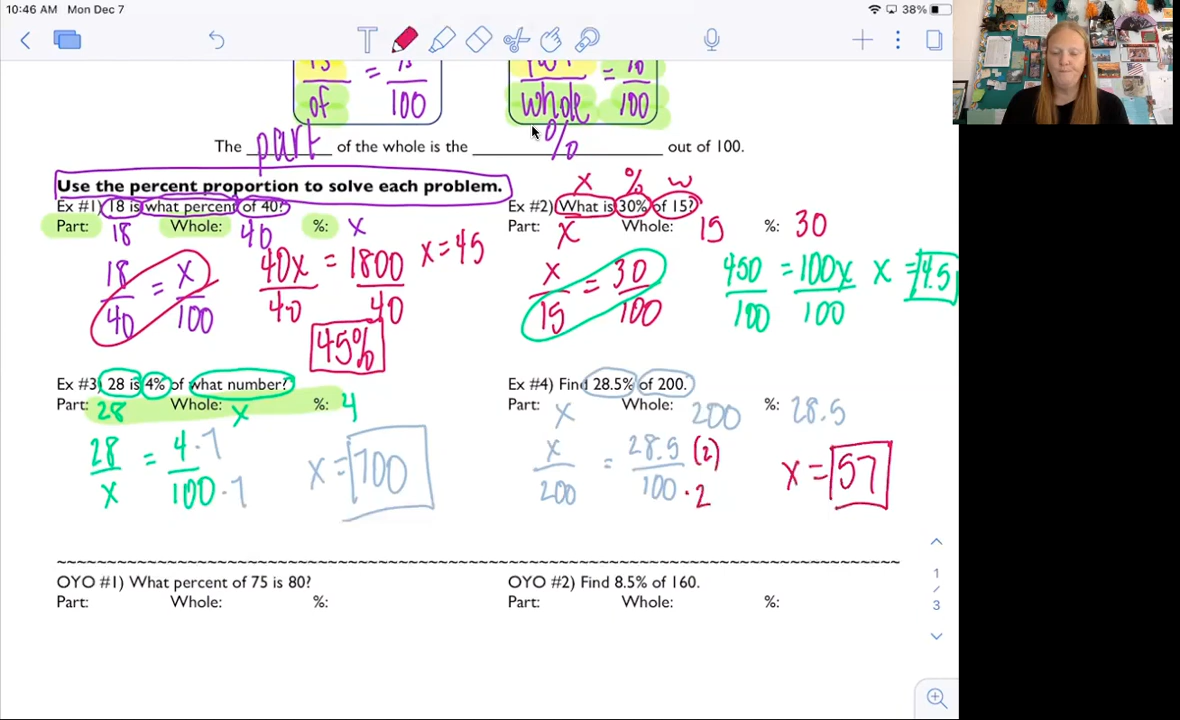 10:46 AM Mon Dec 7
38%
is = 100
of 100
whole = 100
The part of the whole is the % out of 100.
Use the percent proportion to solve each problem.
x % w
Ex #1) 18 is what percent of 40?
Part: 18 Whole: 40 %: x
18/40 = x/100
40x/40 = 1800/40 x=45
45%
Ex #2) What is 30% of 15?
Part: x Whole: 15 %: 30
x/15 = 30/100
450/100 = 100x/100 x = 4.5
Ex #3) 28 is 4% of what number?
Part: 28 Whole: x %: 4
28/x = 4·7/100·7
x = 700
Ex #4) Find 28.5% of 200.
Part: x Whole: 200 %: 28.5
x/200 = 28.5(2)/100·2
x = 57
~~~~~~~~~~~~~~~~~~~~~~~~~~~~~~~~~~~~~~~~
OYO #1) What percent of 75 is 80?
Part: Whole: %:
OYO #2) Find 8.5% of 160.
Part: Whole: %:
1
/
3